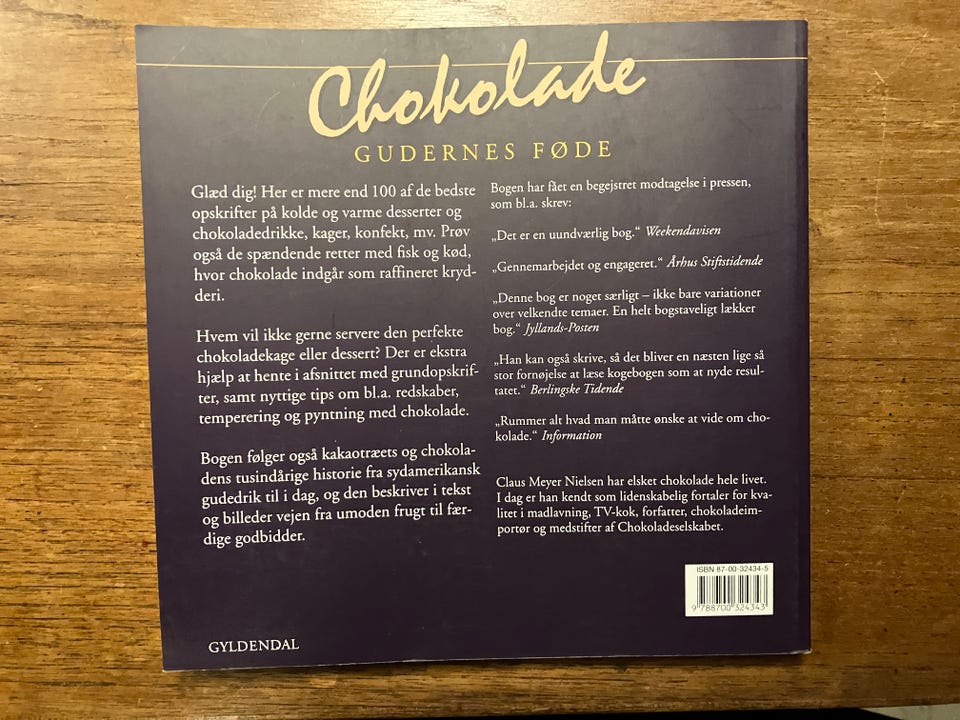 Chokolade
GUDERNES FØDE
Glæd dig! Her er mere end 100 af de bedste
opskrifter på kolde og varme desserter og
chokoladedrikke, kager, konfekt, mv. Prøv
også de spændende retter med fisk og kød,
hvor chokolade indgår som raffineret kryd-
deri.
Hvem vil ikke gerne servere den perfekte
chokoladekage eller dessert? Der er ekstra
hjælp at hente i afsnittet med grundopskrif-
ter, samt nyttige tips om bl.a. redskaber,
temperering og pyntning med chokolade.
Bogen følger også kakaotræets og chokola-
dens tusindårige historie fra sydamerikansk
gudedrik til i dag, og den beskriver i tekst
og billeder vejen fra umoden frugt til fær-
dige godbidder.
GYLDENDAL
Bogen har fået en begejstret modtagelse i pressen,
som bl.a. skrev:
„Det er en uundværlig bog.“ Weekendavisen
„Gennemarbejdet og engageret.“ Århus Stiftstidende
„Denne bog er noget særligt – ikke bare variationer
over velkendte temaer. En helt bogstaveligt lækker
bog.“ Jyllands-Posten
„Han kan også skrive, så det bliver en næsten lige så
stor fornøjelse at læse kogebogen som at nyde resul-
tatet.“ Berlingske Tidende
„Rummer alt hvad man måtte ønske at vide om cho-
kolade.“ Information
Claus Meyer Nielsen har elsket chokolade hele livet.
I dag er han kendt som lidenskabelig fortaler for kva-
litet i madlavning, TV-kok, forfatter, chokoladeim-
portør og medstifter af Chokoladeselskabet.
ISBN 87-00-32434-5
9 788700 324343